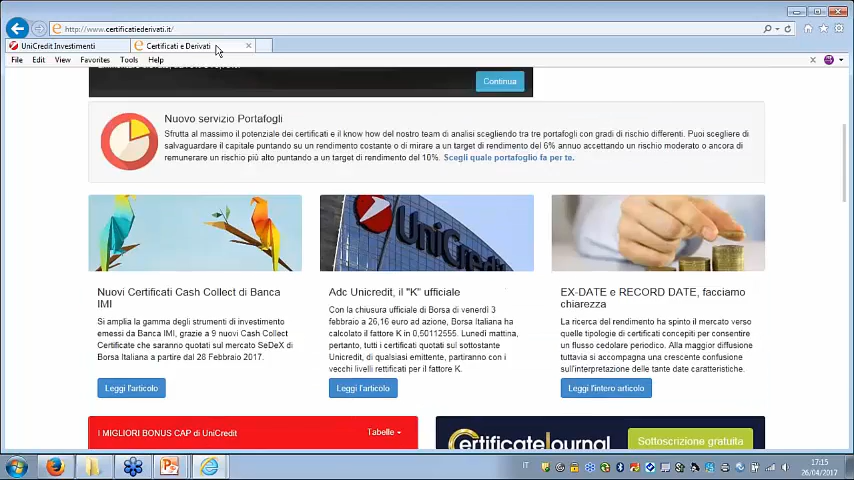 http://www.certificatiederivati.it/
UniCredit Investimenti
Certificati e Derivati
File Edit View Favorites Tools Help
Continua
Nuovo servizio Portafogli
Sfrutta al massimo il potenziale dei certificati e il know how del nostro team di analisi scegliendo tra tre portafogli con gradi di rischio differenti. Puoi scegliere di
salvaguardare il capitale puntando su un rendimento costante o di mirare a un target di rendimento del 6% annuo accettando un rischio moderato o ancora di
remunerare un rischio più alto puntando a un target di rendimento del 10%. Scegli quale portafoglio fa per te.
UniCredit
Nuovi Certificati Cash Collect di Banca
IMI
Si amplia la gamma degli strumenti di investimento
emessi da Banca IMI, grazie a 9 nuovi Cash Collect
Certificate che saranno quotati sul mercato SeDeX di
Borsa Italiana a partire dal 28 Febbraio 2017.
Leggi l'articolo
Adc Unicredit, il "K" ufficiale
Con la chiusura ufficiale di Borsa di venerdì 3
febbraio a 26,16 euro ad azione, Borsa Italiana ha
calcolato il fattore K in 0,50112555. Lunedì mattina,
pertanto, tutti i certificati quotati sul sottostante
Unicredit, di qualsiasi emittente, partiranno con i
vecchi livelli rettificati per il fattore K.
Leggi l'articolo
EX-DATE e RECORD DATE, facciamo
chiarezza
La ricerca del rendimento ha spinto il mercato verso
quelle tipologie di certificati concepiti per consentire
un flusso cedolare periodico. Alla maggior diffusione
tuttavia si accompagna una crescente confusione
sull'interpretazione delle tante date caratteristiche.
Leggi l'intero articolo
I MIGLIORI BONUS CAP di UniCredit
Tabelle
CertificateJournal
Sottoscrizione gratuita
IT
17:15
26/04/2017